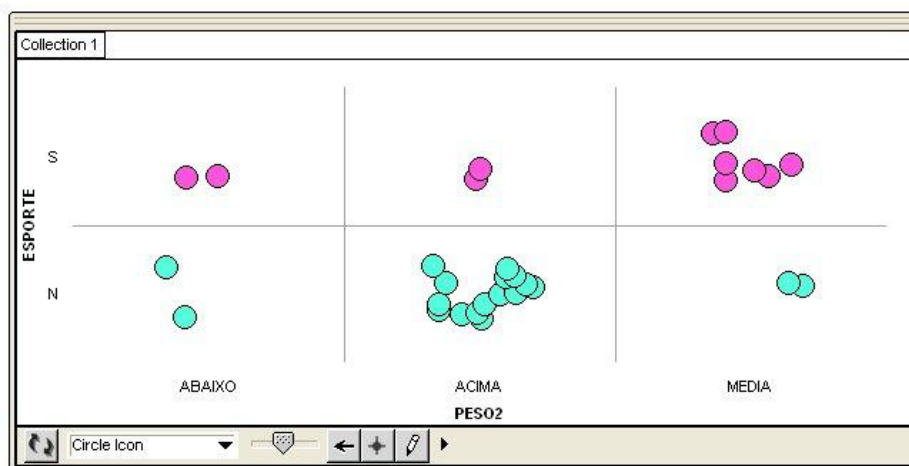 Collection 1
S
ESPORTE
N
ABAIXO ACIMA MEDIA
PESO2
Circle Icon